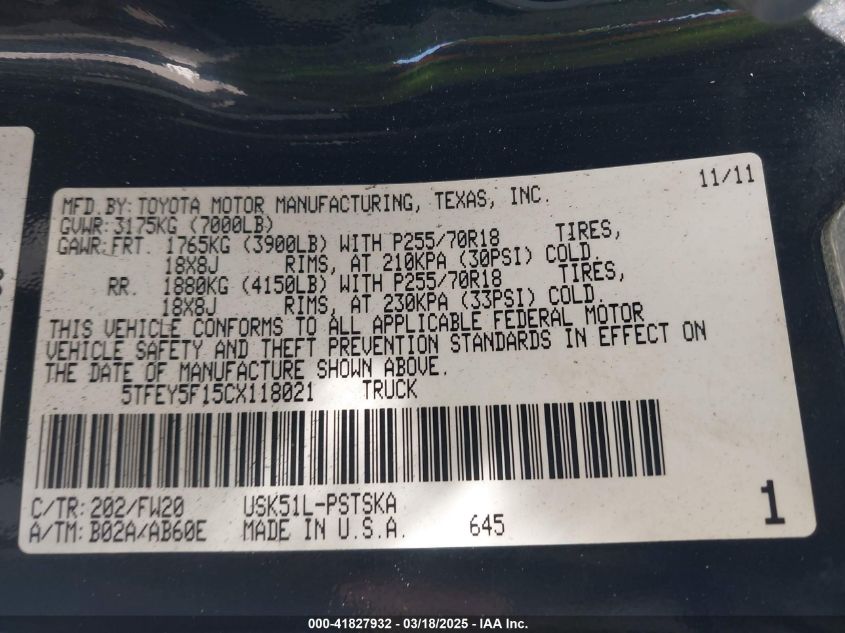 11/11
MFD.BY: TOYOTA MOTOR MANUFACTURING, TEXAS, INC.
GVWR: 3175KG (7000LB)
GAWR: FRT. 1765KG (3900LB) WITH P255/70R18 TIRES,
18X8J RIMS, AT 210KPA (30PSI) COLD.
RR. 1880KG (4150LB) WITH P255/70R18 TIRES,
18X8J RIMS, AT 230KPA (33PSI) COLD.
THIS VEHICLE CONFORMS TO ALL APPLICABLE FEDERAL MOTOR
VEHICLE SAFETY AND THEFT PREVENTION STANDARDS IN EFFECT ON
THE DATE OF MANUFACTURE SHOWN ABOVE.
5TFEY5F15CX118021 TRUCK
C/TR: 202/FW20 USK51L-PSTSKA
A/TM: B02A/AB60E MADE IN U.S.A. 645 1
000-41827932 - 03/18/2025 - IAA Inc.